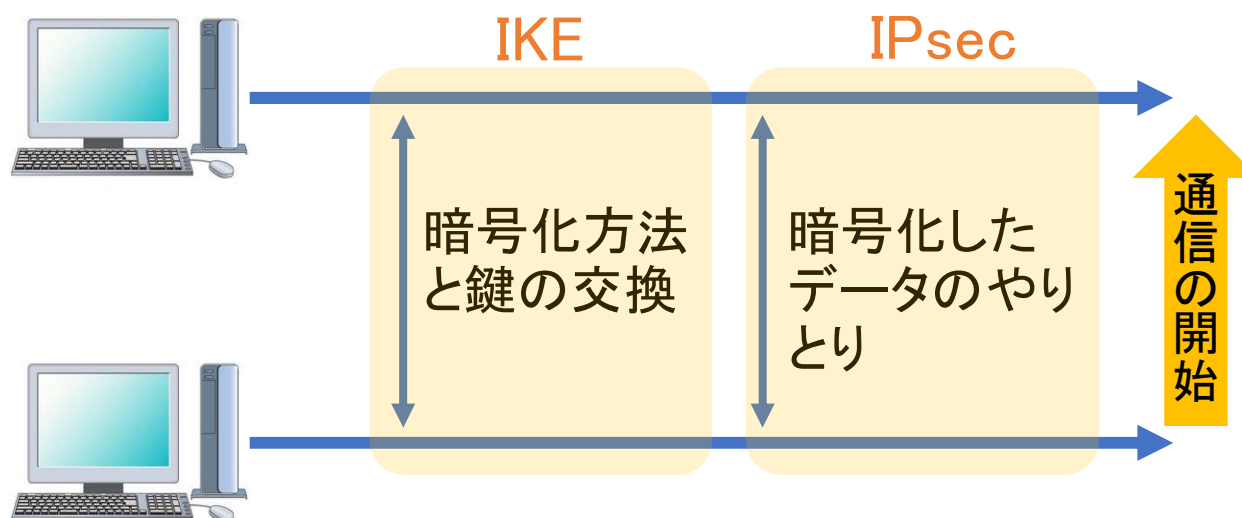 IKE
IPsec
暗号化方法
と鍵の交換
暗号化した
データのやり
とり
通信の開始